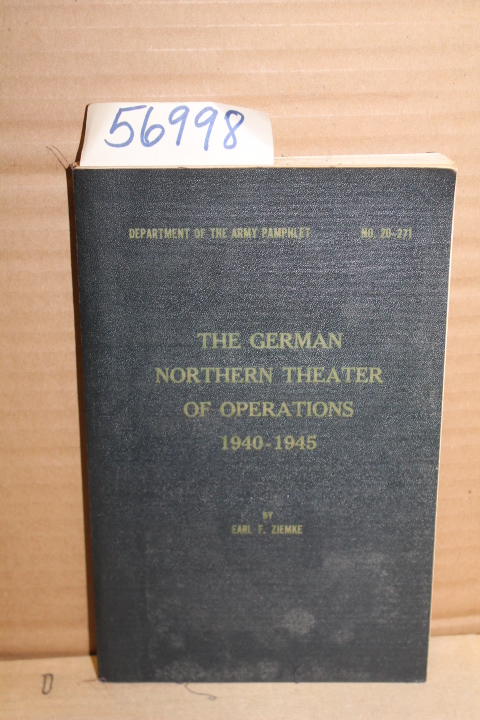 56998
DEPARTMENT OF THE ARMY PAMPHLET NO. 20-271
THE GERMAN
NORTHERN THEATER
OF OPERATIONS
1940-1945
BY
EARL F. ZIEMKE
D